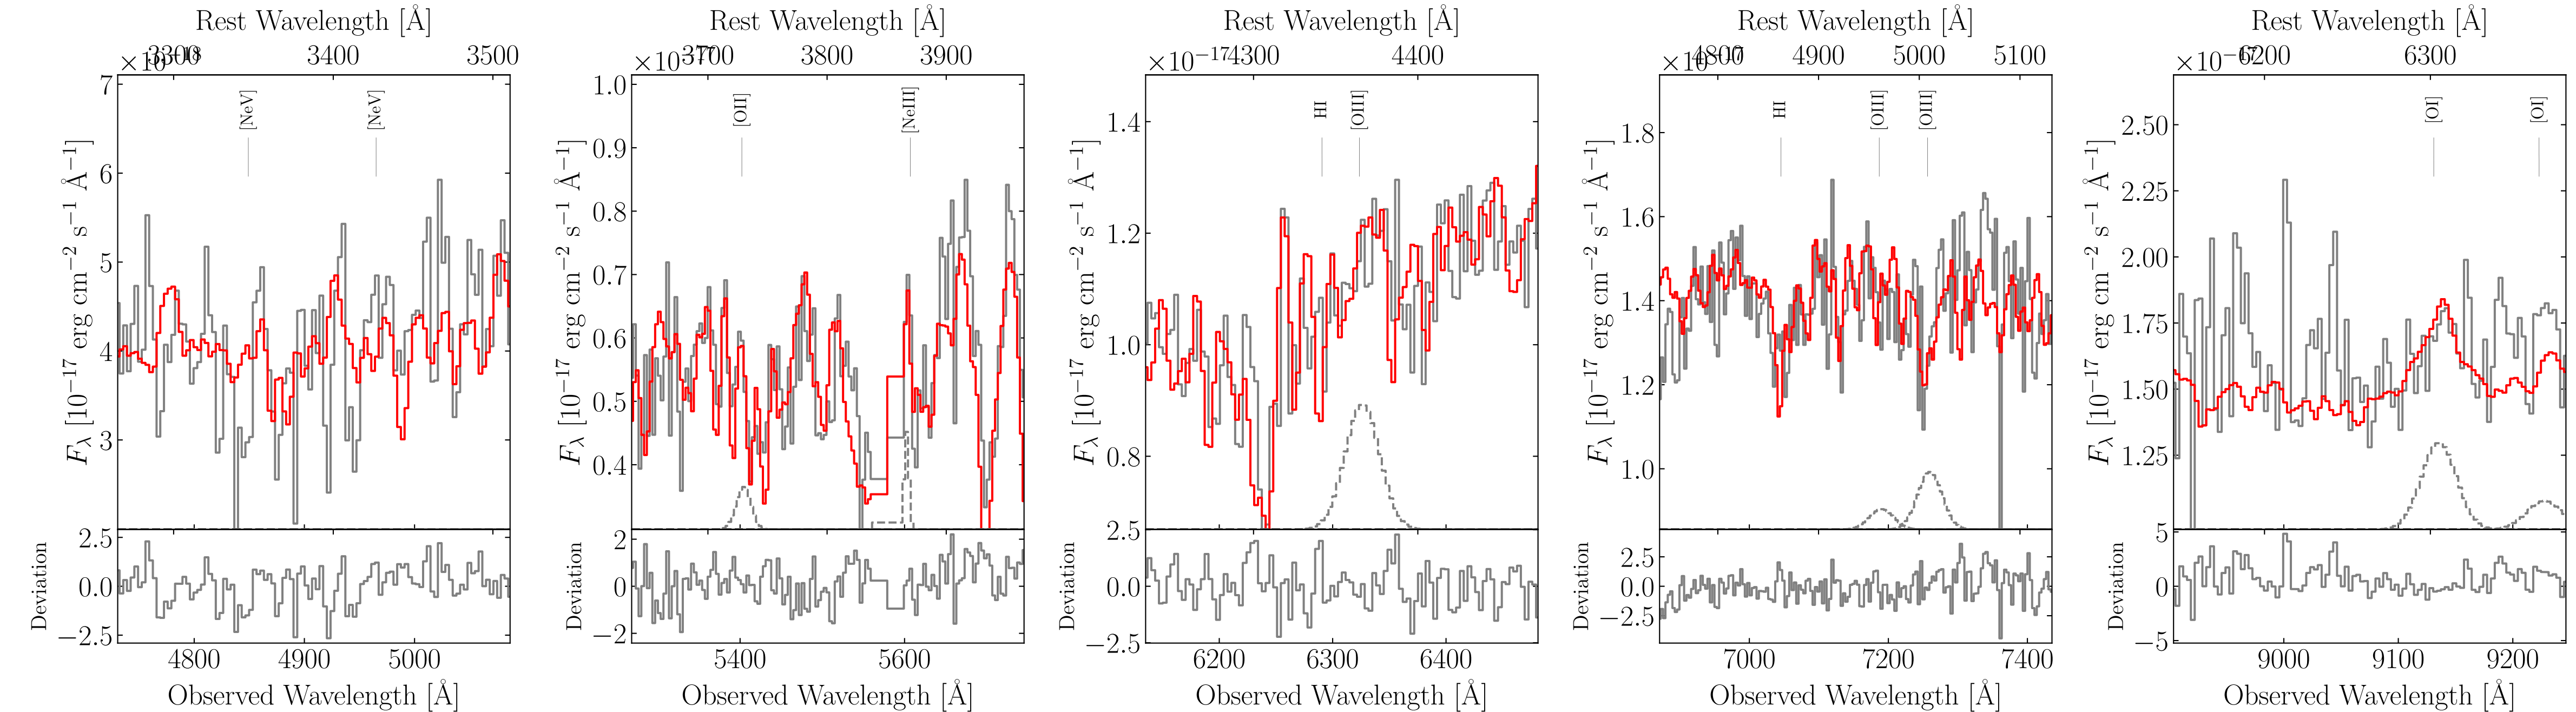 Rest Wavelength [Å]
3300 3400 3500
7
6
5
4
3
[NeV] [NeV]
F_λ [10⁻¹⁷ erg cm⁻² s⁻¹ Å⁻¹]
2.5
0.0
−2.5
Deviation
4800 4900 5000
Observed Wavelength [Å]
Rest Wavelength [Å]
3700 3800 3900
1.0
0.9
0.8
0.7
0.6
0.5
0.4
[OII] [NeIII]
F_λ [10⁻¹⁷ erg cm⁻² s⁻¹ Å⁻¹]
2
0
−2
Deviation
5400 5600
Observed Wavelength [Å]
Rest Wavelength [Å]
×10⁻¹⁷ 4300 4400
1.4
1.2
1.0
0.8
HI [OIII]
F_λ [10⁻¹⁷ erg cm⁻² s⁻¹ Å⁻¹]
2.5
0.0
−2.5
Deviation
6200 6300 6400
Observed Wavelength [Å]
Rest Wavelength [Å]
4800 4900 5000 5100
1.8
1.6
1.4
1.2
1.0
HI [OIII] [OIII]
F_λ [10⁻¹⁷ erg cm⁻² s⁻¹ Å⁻¹]
2.5
0.0
−2.5
Deviation
7000 7200 7400
Observed Wavelength [Å]
Rest Wavelength [Å]
6200 6300
2.50
2.25
2.00
1.75
1.50
1.25
[OI] [OI]
F_λ [10⁻¹⁷ erg cm⁻² s⁻¹ Å⁻¹]
5
5
0
−5
Deviation
9000 9100 9200
Observed Wavelength [Å]